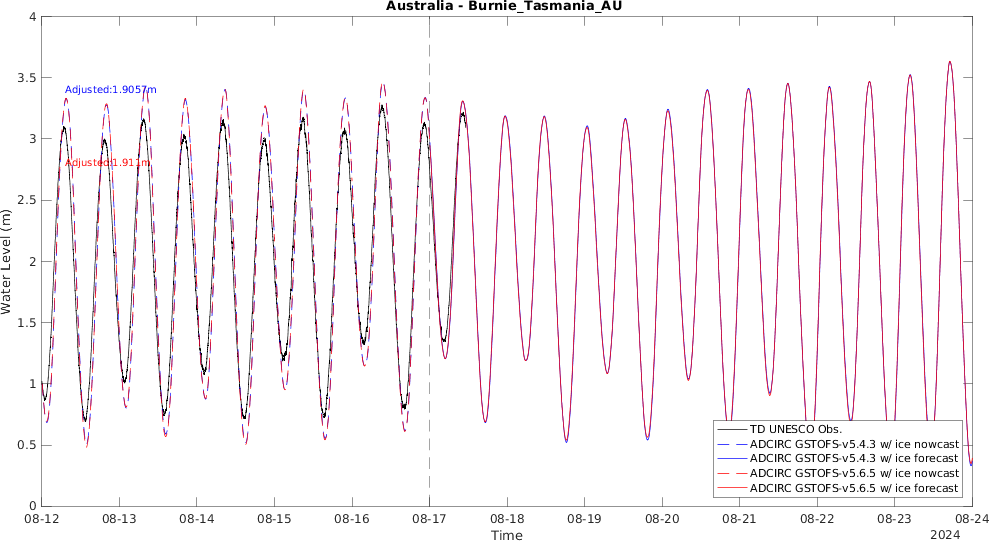 Australia - Burnie_Tasmania_AU
4
3.5
3
2.5
2
1.5
1
0.5
0
Water Level (m)
Adjusted:1.9057m
Adjusted:1.911m
TD UNESCO Obs.
ADCIRC GSTOFS-v5.4.3 w/ ice nowcast
ADCIRC GSTOFS-v5.4.3 w/ ice forecast
ADCIRC GSTOFS-v5.6.5 w/ ice nowcast
ADCIRC GSTOFS-v5.6.5 w/ ice forecast
08-12 08-13 08-14 08-15 08-16 08-17 08-18 08-19 08-20 08-21 08-22 08-23 08-24
Time
2024